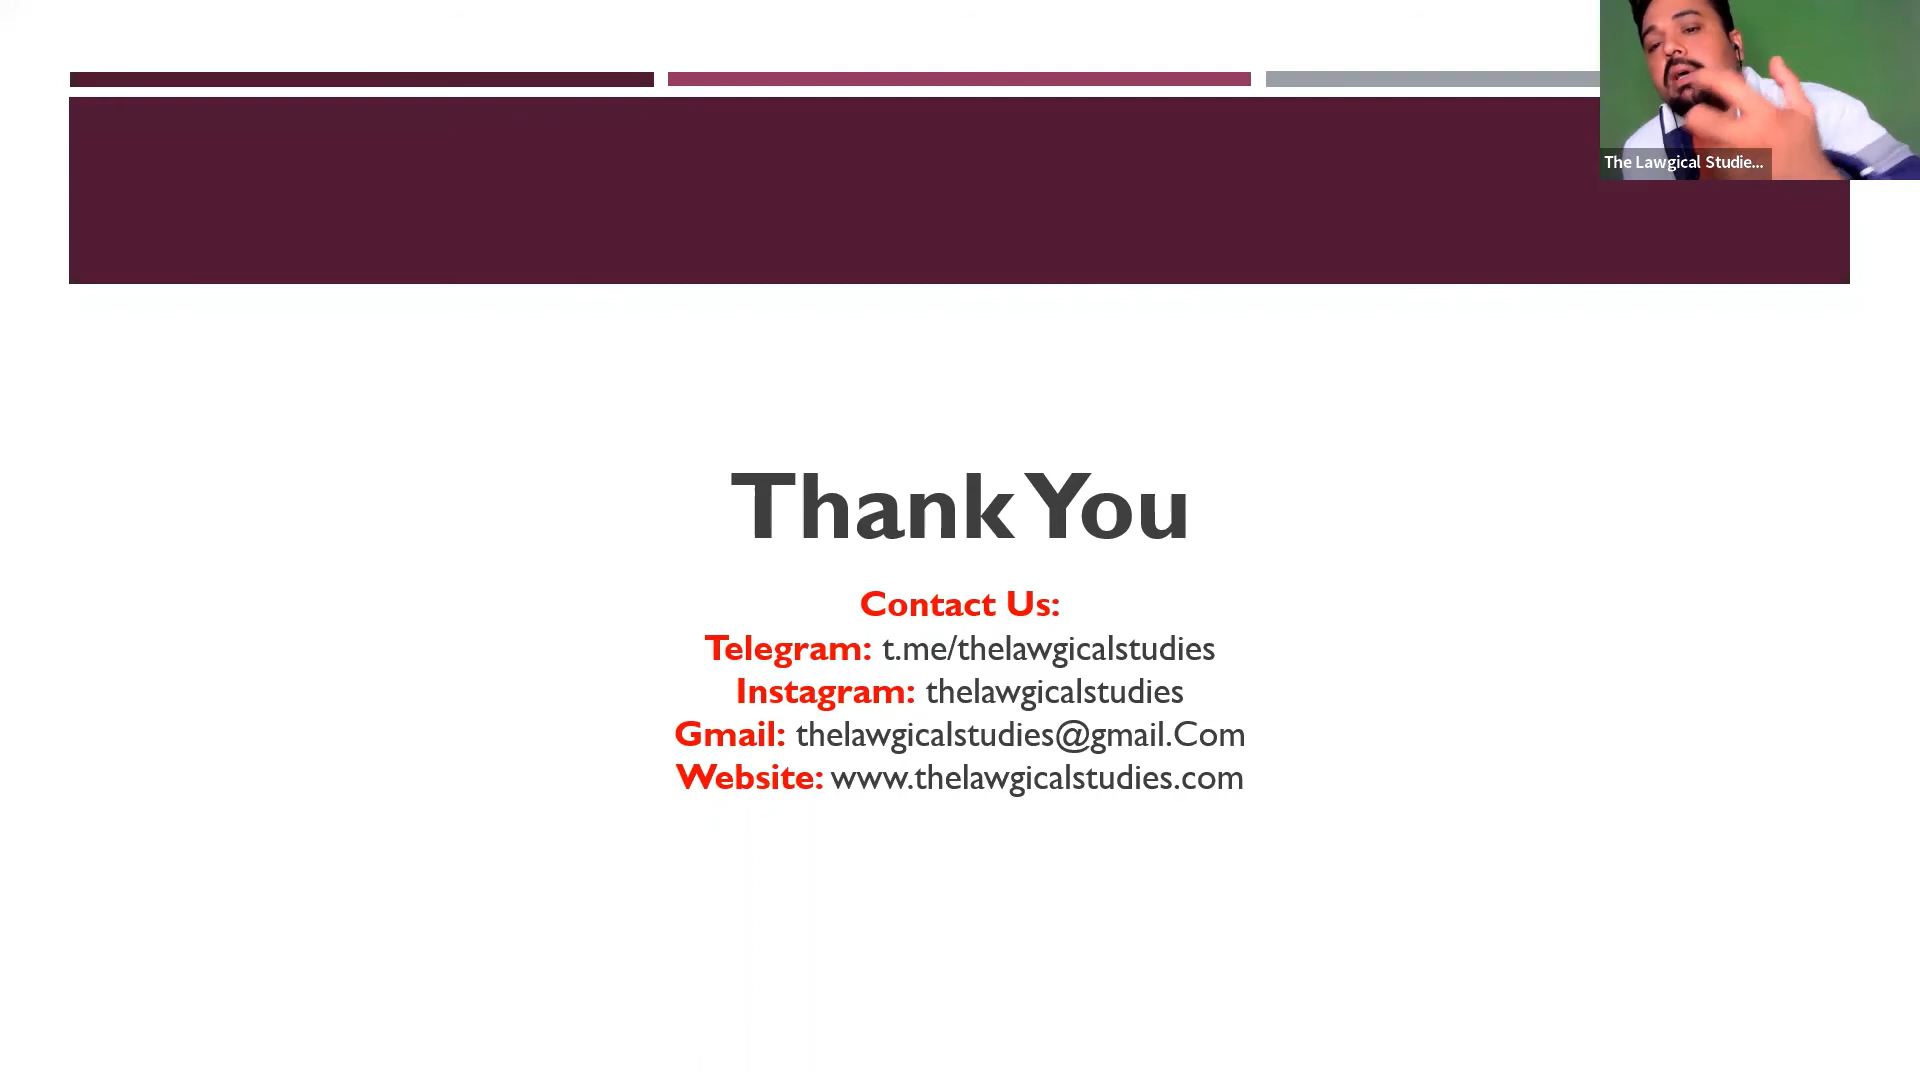 The Lawgical Studie...
Thank You
Contact Us:
Telegram: t.me/thelawgicalstudies
Instagram: thelawgicalstudies
Gmail: thelawgicalstudies@gmail.Com
Website: www.thelawgicalstudies.com